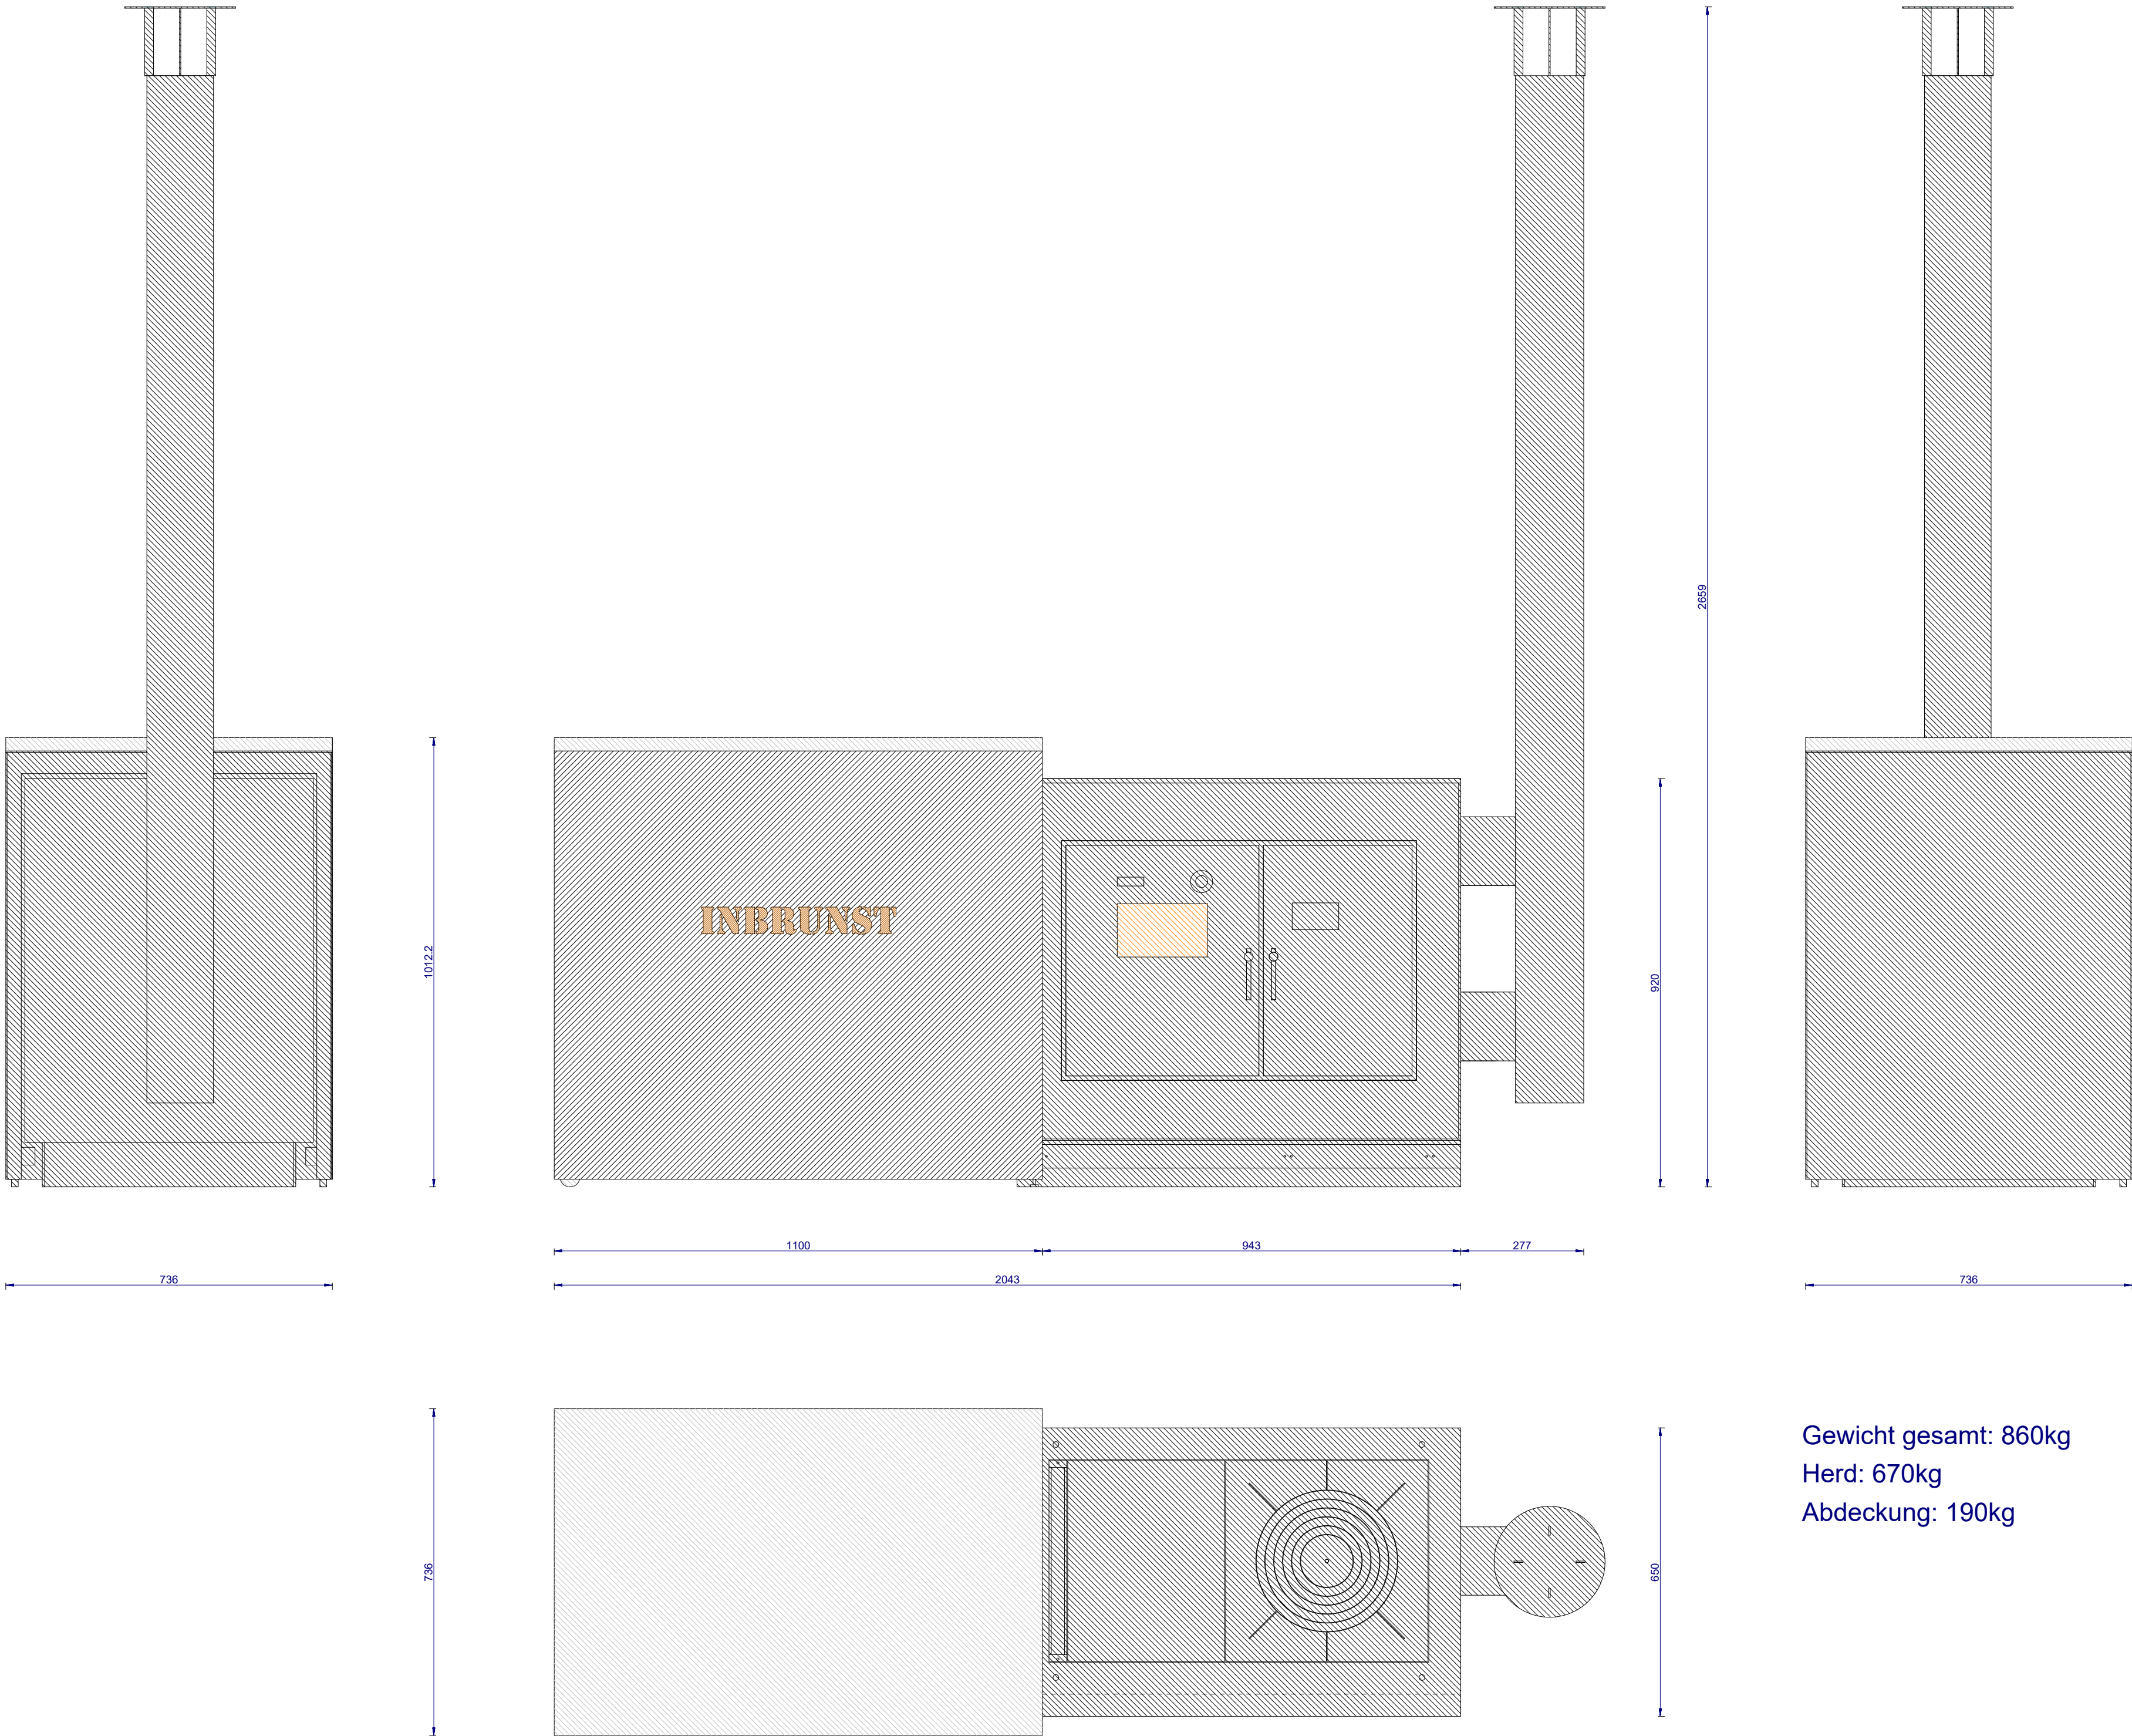 2659
INBRUNST
1012.2
920
1100
943
277
736
2043
736
Gewicht gesamt: 860kg
Herd: 670kg
Abdeckung: 190kg
736
650